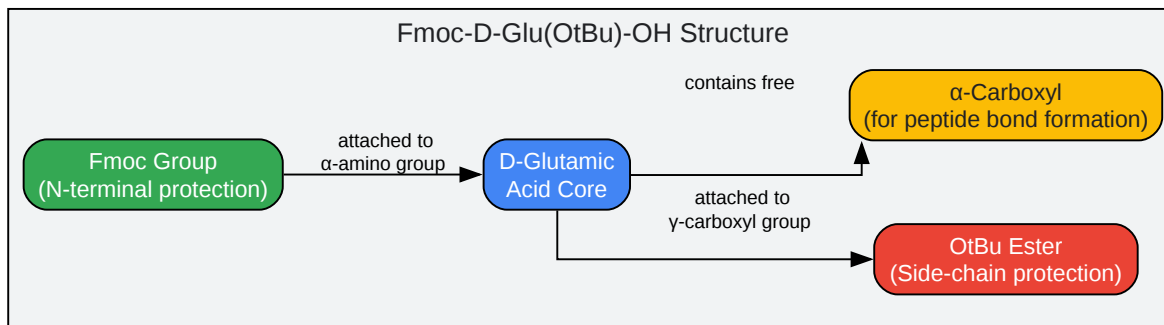 Fmoc-D-Glu(OtBu)-OH Structure
contains free
α-Carboxyl
(for peptide bond formation)
attached to
α-amino group
Fmoc Group
(N-terminal protection)
D-Glutamic
Acid Core
attached to
γ-carboxyl group
OtBu Ester
(Side-chain protection)